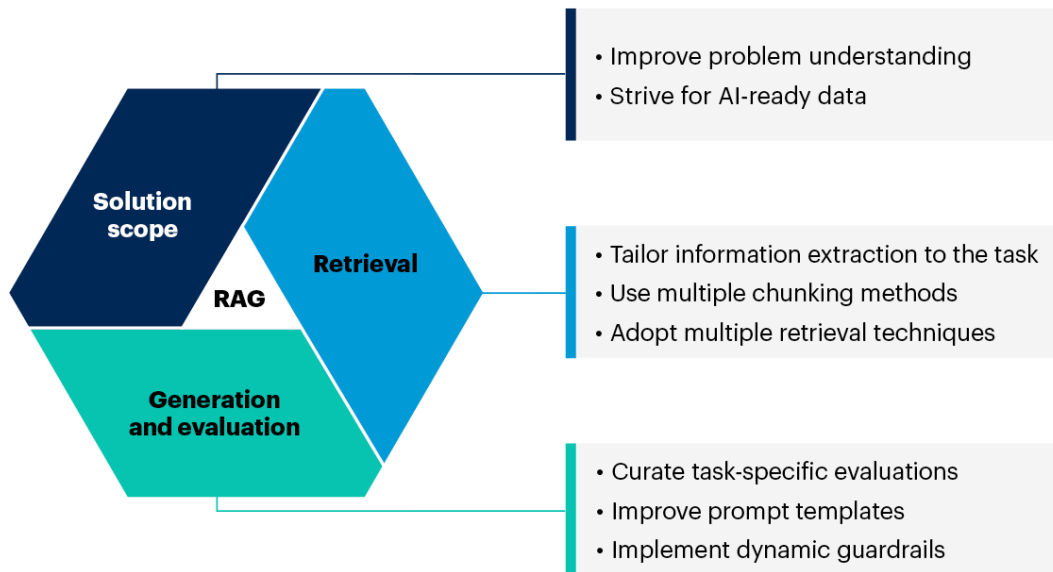 Solution
scope
Retrieval
RAG
Generation
and evaluation
• Improve problem understanding
• Strive for AI-ready data
• Tailor information extraction to the task
• Use multiple chunking methods
• Adopt multiple retrieval techniques
• Curate task-specific evaluations
• Improve prompt templates
• Implement dynamic guardrails